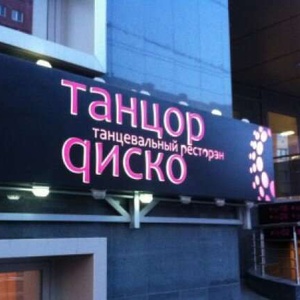 танцор
танцевальный ресторан
диско